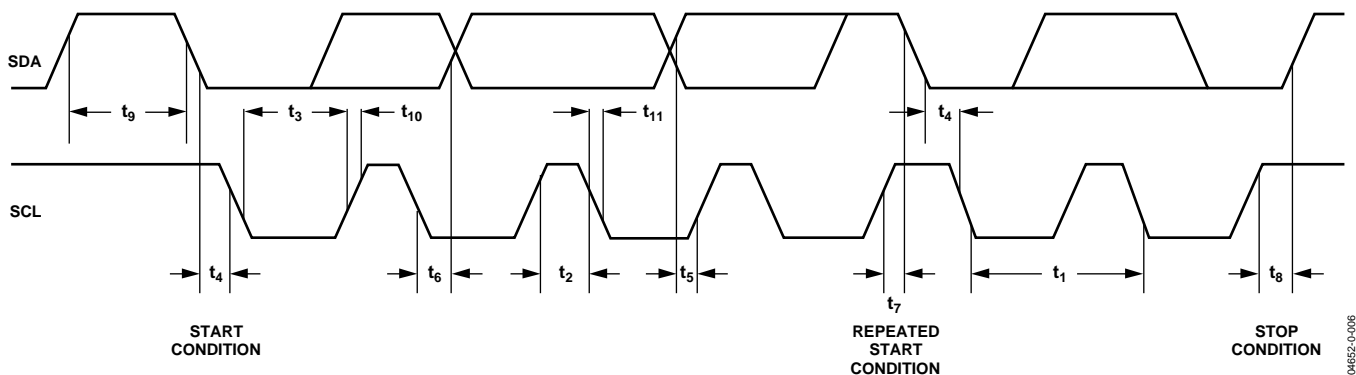 SDA
t9
t3
t10
t11
t4
SCL
t4
t6
t2
t5
t7
t1
t8
START
CONDITION
REPEATED
START
CONDITION
STOP
CONDITION
04652-0-006